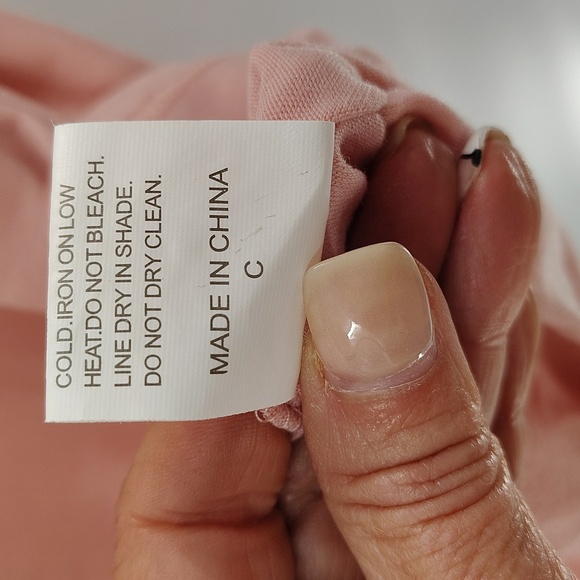 COLD.IRON ON LOW
HEAT.DO NOT BLEACH.
LINE DRY IN SHADE.
DO NOT DRY CLEAN.
MADE IN CHINA
C